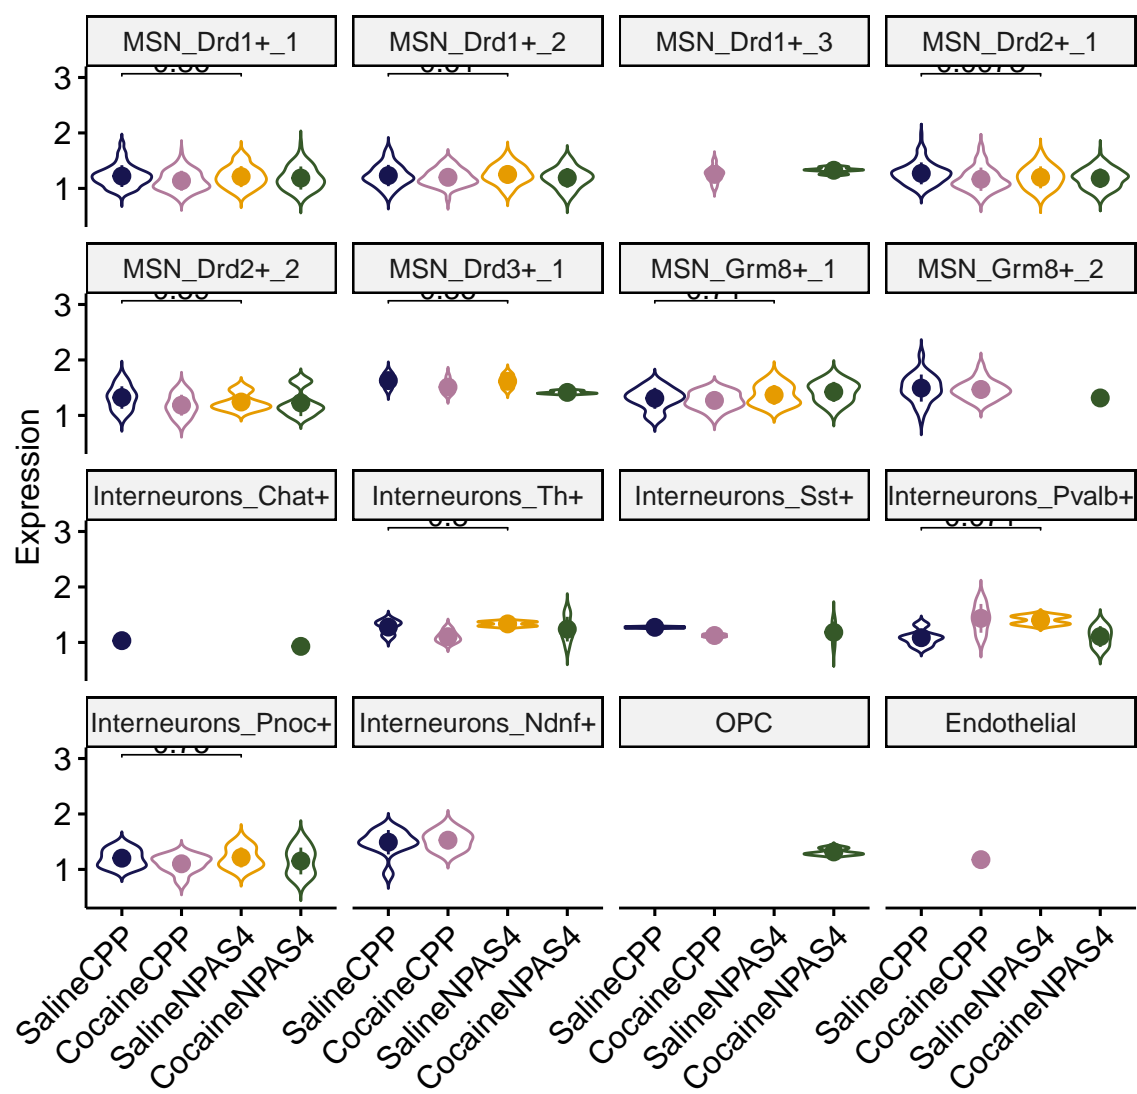 MSN_Drd1+_1 MSN_Drd1+_2 MSN_Drd1+_3 MSN_Drd2+_1
3
2
1
MSN_Drd2+_2 MSN_Drd3+_1 MSN_Grm8+_1 MSN_Grm8+_2
3
2
1
Expression
Interneurons_Chat+ Interneurons_Th+ Interneurons_Sst+ Interneurons_Pvalb+
3
2
1
Interneurons_Pnoc+ Interneurons_Ndnf+ OPC Endothelial
3
2
1
SalineCPP CocaineCPP SalineNPAS4 CocaineNPAS4 SalineCPP CocaineCPP SalineNPAS4 CocaineNPAS4 SalineCPP CocaineCPP SalineNPAS4 CocaineNPAS4 SalineCPP CocaineCPP SalineNPAS4 CocaineNPAS4